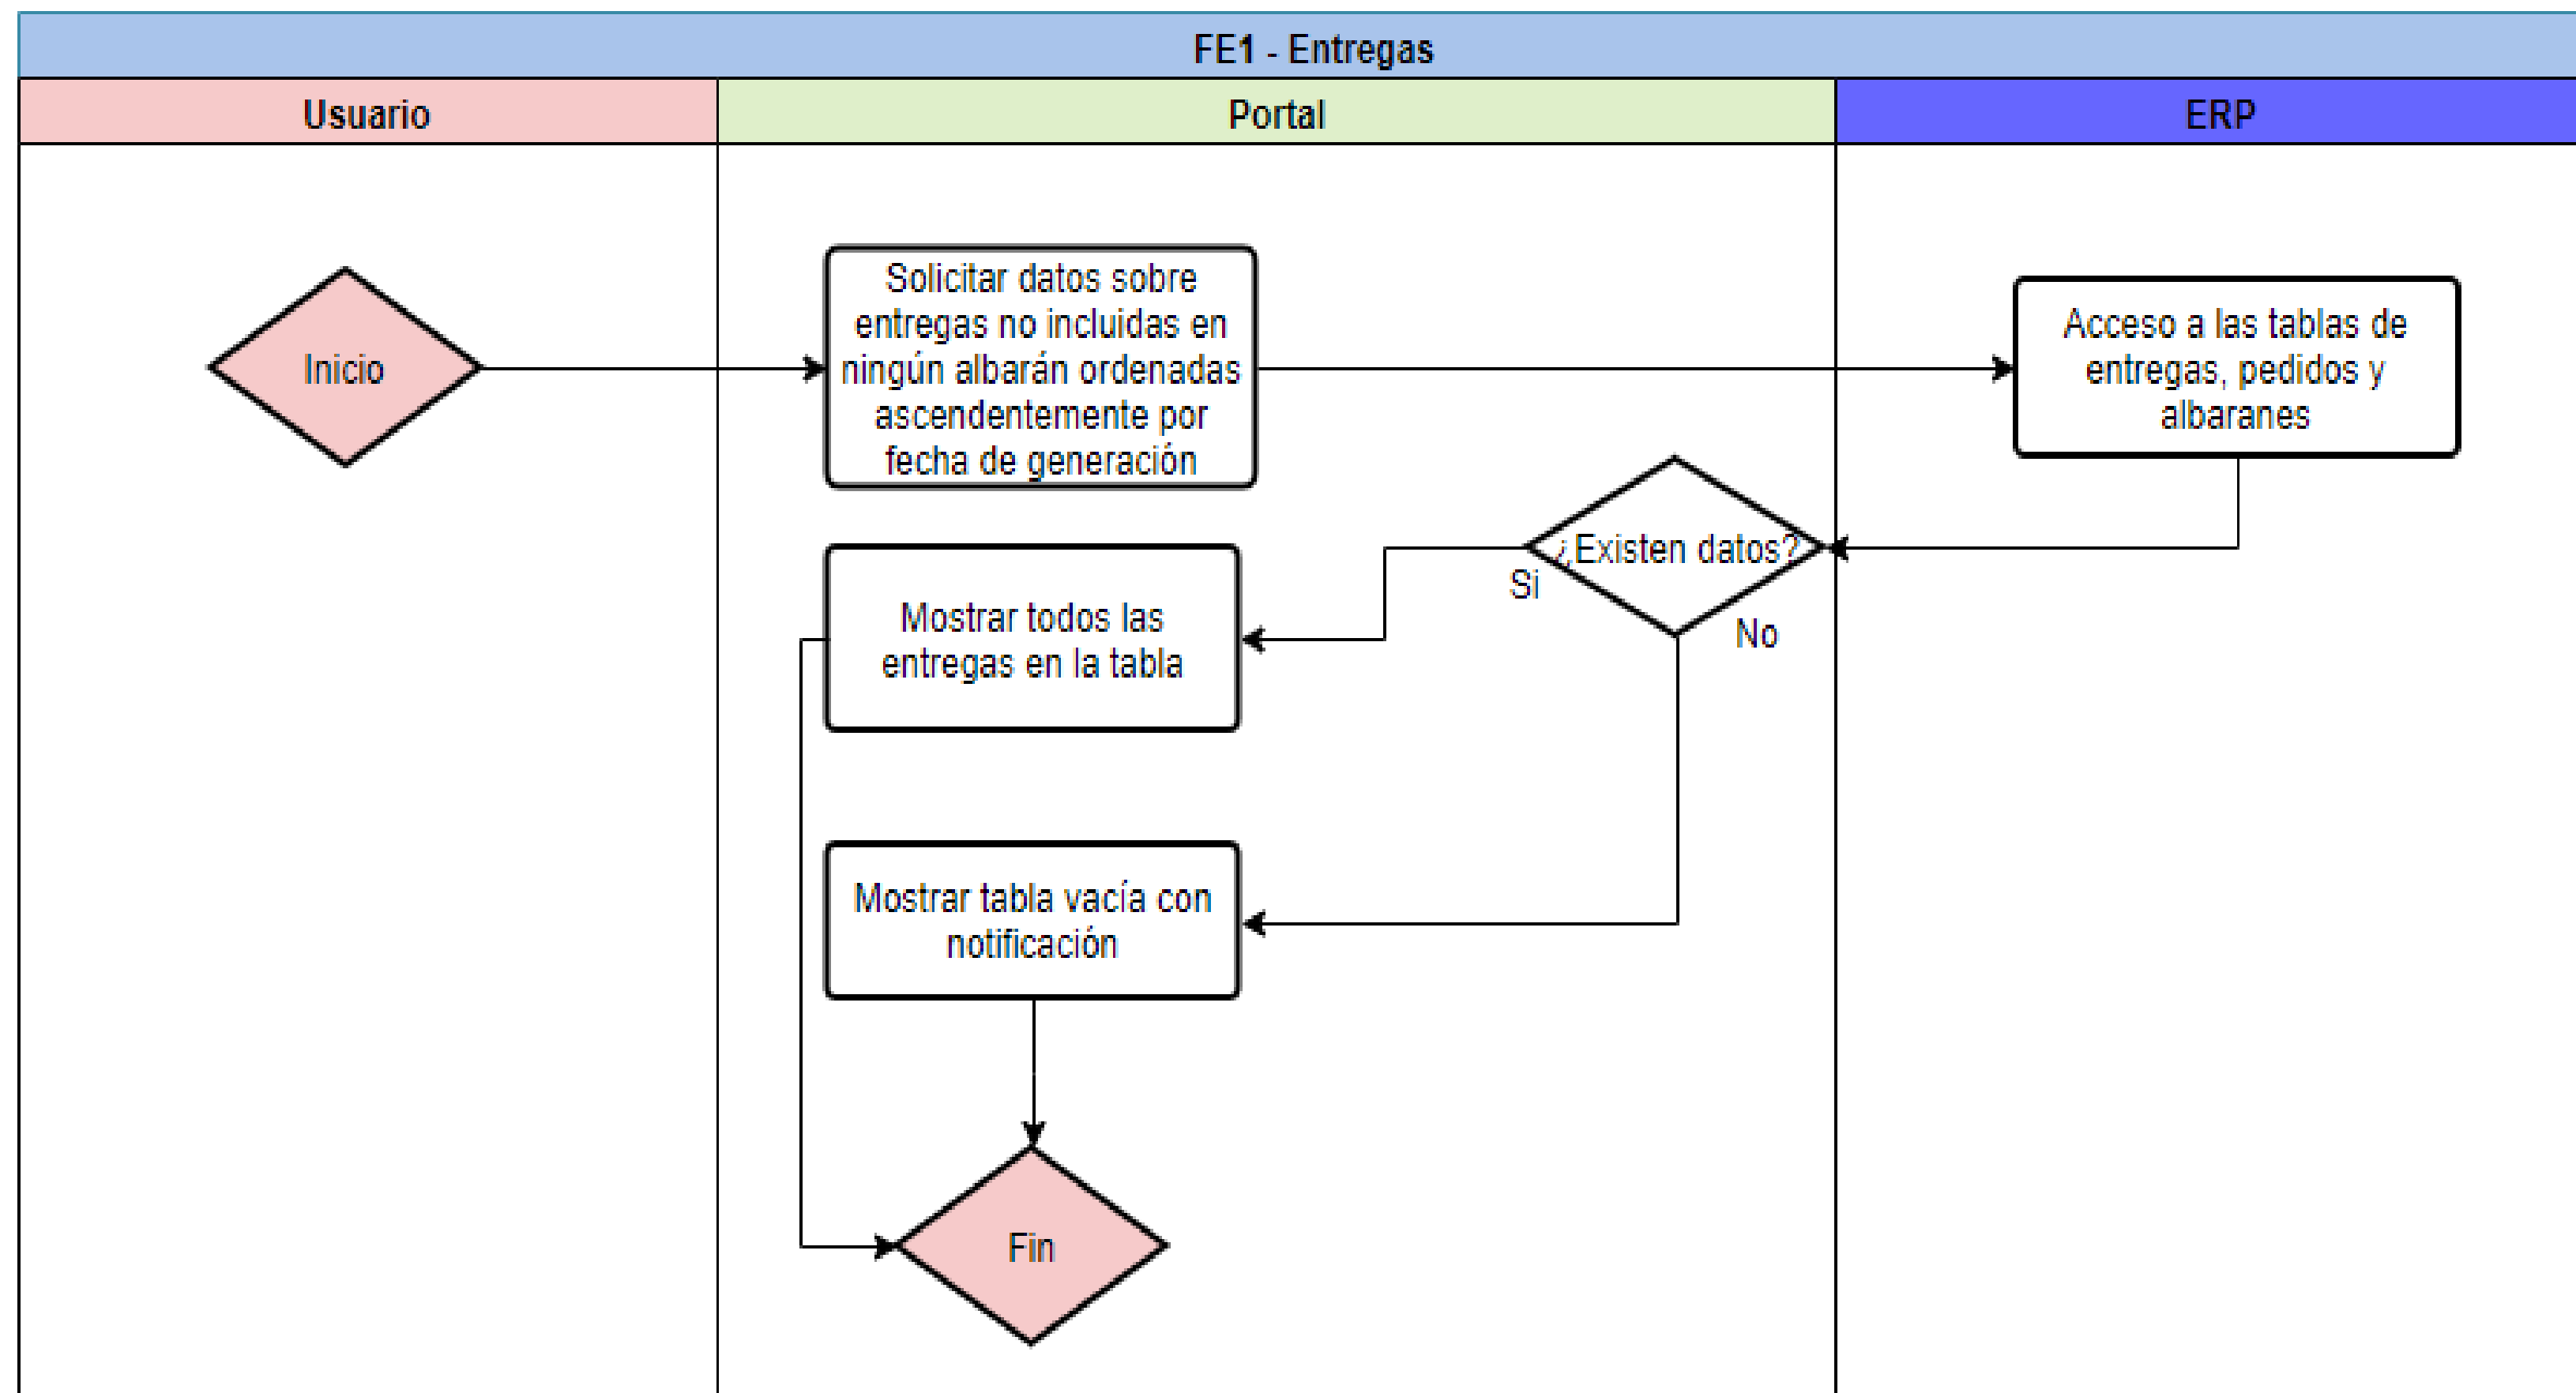 FE1 - Entregas
Usuario
Portal
ERP
Inicio
Solicitar datos sobre
entregas no incluidas en
ningún albarán ordenadas
ascendentemente por
fecha de generación
Acceso a las tablas de
entregas, pedidos y
albaranes
¿Existen datos?
Si
No
Mostrar todos las
entregas en la tabla
Mostrar tabla vacía con
notificación
Fin